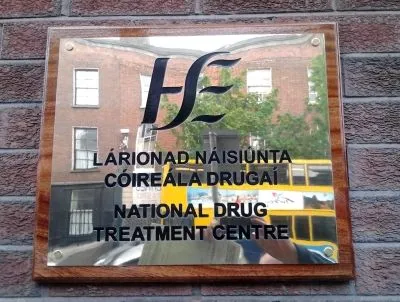 HSE
LÁRIONAD NÁISIÚNTA
CÓIREÁLA DRUGAÍ
NATIONAL DRUG
TREATMENT CENTRE